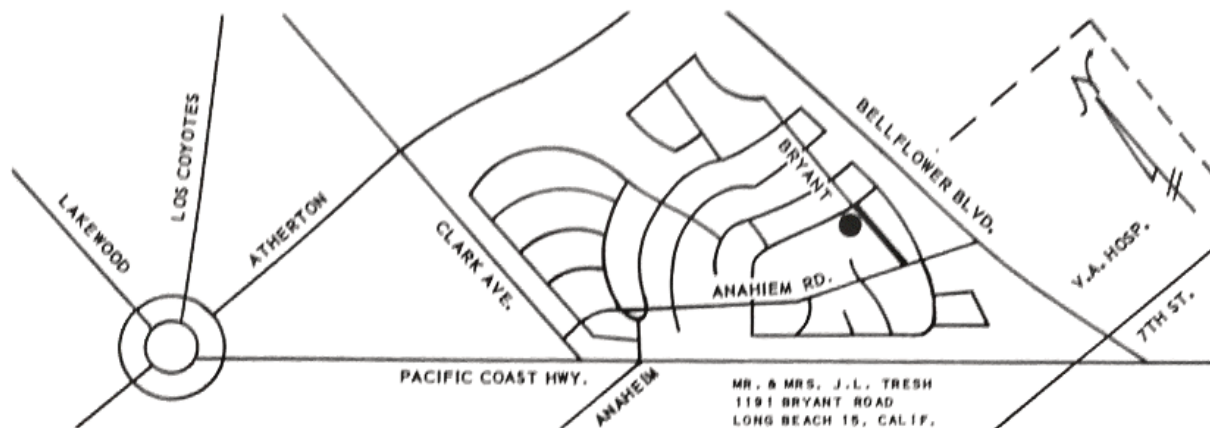 LAKEWOOD
LOS COYOTES
ATHERTON
CLARK AVE.
BRYANT
BELLFLOWER BLVD.
ANAHIEM RD.
V.A. HOSP.
7TH ST.
PACIFIC COAST HWY.
ANAHEIM
MR. & MRS. J.L. TRESH
1191 BRYANT ROAD
LONG BEACH 15, CALIF.